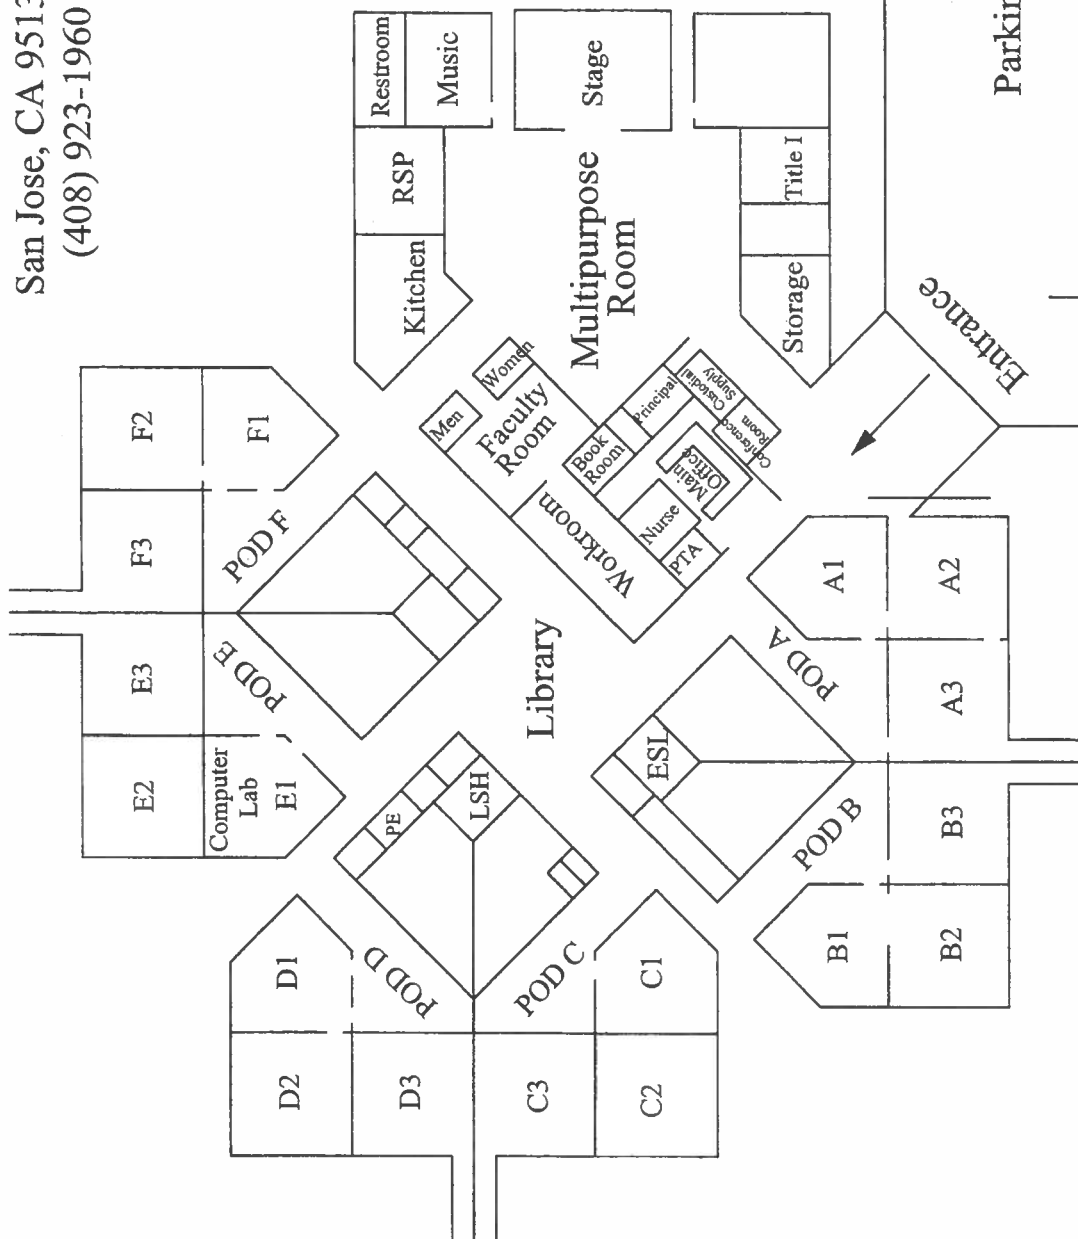 San Jose, CA 9513
(408) 923-1960
Parkin
Restroom
Music
Stage
RSP
Title I
Kitchen
Multipurpose
Room
Storage
Entrance
Women
Men
Faculty
Room
Book
Room
Principal
Custodial
Supply
Conference
Room
Main
Office
Nurse
PTA
Workroom
Library
F2
F1
F3
POD F
E3
POD E
E2
Computer
Lab
E1
PE
LSH
D1
POD D
D2
D3
POD C
C1
C3
C2
ESL
A1
A2
POD A
A3
POD B
B3
B1
B2